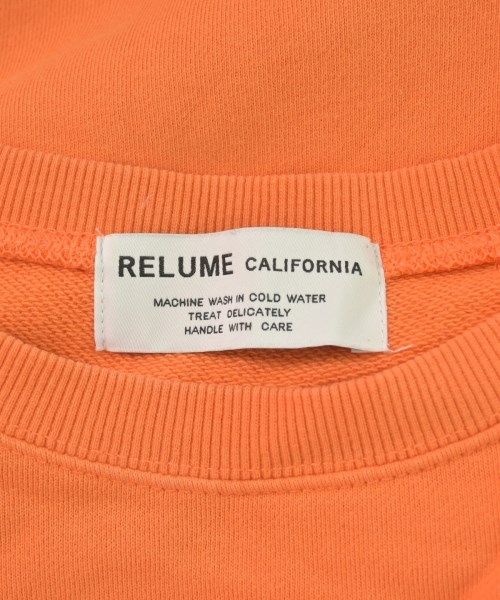 RELUME CALIFORNIA
MACHINE WASH IN COLD WATER
TREAT DELICATELY
HANDLE WITH CARE